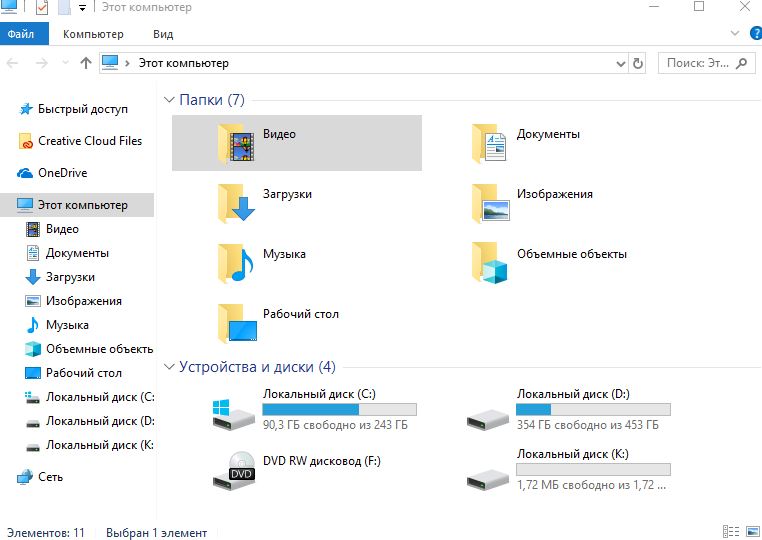 Этот компьютер
Файл Компьютер Вид
Этот компьютер Поиск: Эт...
Быстрый доступ
Creative Cloud Files
OneDrive
Этот компьютер
Видео
Документы
Загрузки
Изображения
Музыка
Объемные объекты
Рабочий стол
Локальный диск (C:
Локальный диск (D:
Локальный диск (K:
Сеть
Папки (7)
Видео
Документы
Загрузки
Изображения
Музыка
Объемные объекты
Рабочий стол
Устройства и диски (4)
Локальный диск (C:)
90,3 ГБ свободно из 243 ГБ
Локальный диск (D:)
354 ГБ свободно из 453 ГБ
DVD RW дисковод (F:)
DVD
Локальный диск (K:)
1,72 МБ свободно из 1,72 ...
Элементов: 11 Выбран 1 элемент